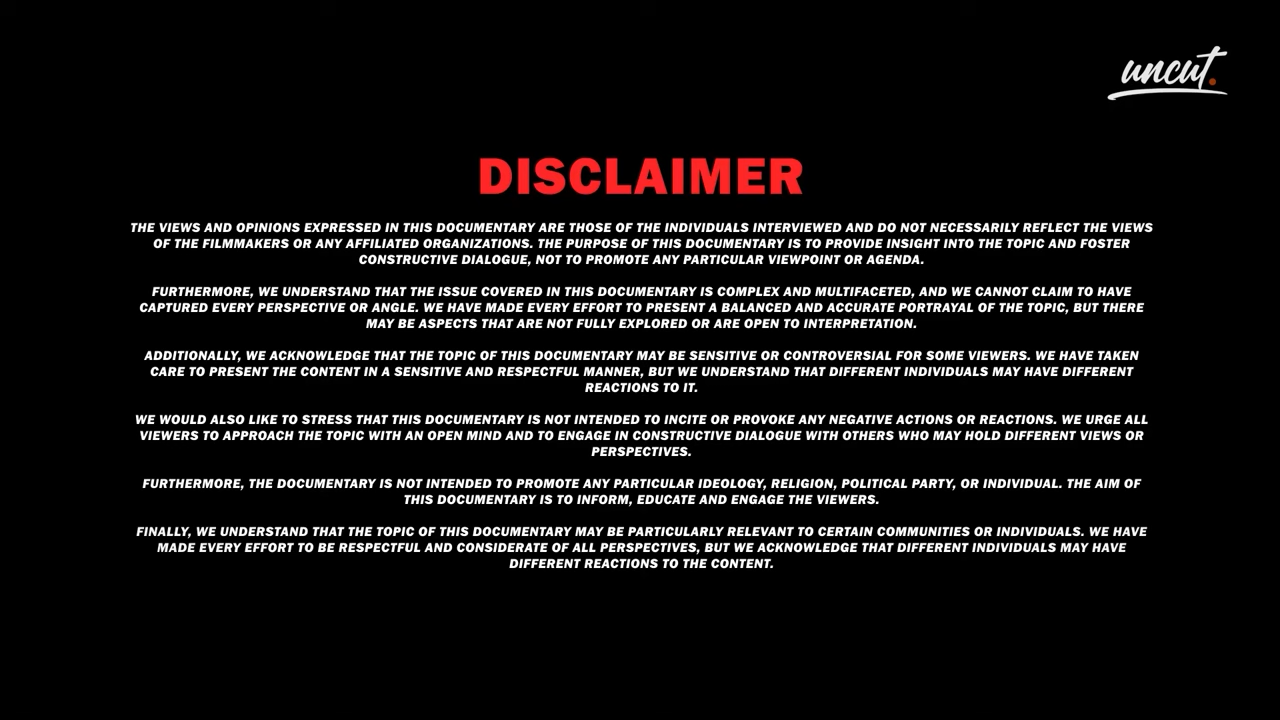 uncut.
DISCLAIMER
THE VIEWS AND OPINIONS EXPRESSED IN THIS DOCUMENTARY ARE THOSE OF THE INDIVIDUALS INTERVIEWED AND DO NOT NECESSARILY REFLECT THE VIEWS
OF THE FILMMAKERS OR ANY AFFILIATED ORGANIZATIONS. THE PURPOSE OF THIS DOCUMENTARY IS TO PROVIDE INSIGHT INTO THE TOPIC AND FOSTER
CONSTRUCTIVE DIALOGUE, NOT TO PROMOTE ANY PARTICULAR VIEWPOINT OR AGENDA.
FURTHERMORE, WE UNDERSTAND THAT THE ISSUE COVERED IN THIS DOCUMENTARY IS COMPLEX AND MULTIFACETED, AND WE CANNOT CLAIM TO HAVE
CAPTURED EVERY PERSPECTIVE OR ANGLE. WE HAVE MADE EVERY EFFORT TO PRESENT A BALANCED AND ACCURATE PORTRAYAL OF THE TOPIC, BUT THERE
MAY BE ASPECTS THAT ARE NOT FULLY EXPLORED OR ARE OPEN TO INTERPRETATION.
ADDITIONALLY, WE ACKNOWLEDGE THAT THE TOPIC OF THIS DOCUMENTARY MAY BE SENSITIVE OR CONTROVERSIAL FOR SOME VIEWERS. WE HAVE TAKEN
CARE TO PRESENT THE CONTENT IN A SENSITIVE AND RESPECTFUL MANNER, BUT WE UNDERSTAND THAT DIFFERENT INDIVIDUALS MAY HAVE DIFFERENT
REACTIONS TO IT.
WE WOULD ALSO LIKE TO STRESS THAT THIS DOCUMENTARY IS NOT INTENDED TO INCITE OR PROVOKE ANY NEGATIVE ACTIONS OR REACTIONS. WE URGE ALL
VIEWERS TO APPROACH THE TOPIC WITH AN OPEN MIND AND TO ENGAGE IN CONSTRUCTIVE DIALOGUE WITH OTHERS WHO MAY HOLD DIFFERENT VIEWS OR
PERSPECTIVES.
FURTHERMORE, THE DOCUMENTARY IS NOT INTENDED TO PROMOTE ANY PARTICULAR IDEOLOGY, RELIGION, POLITICAL PARTY, OR INDIVIDUAL. THE AIM OF
THIS DOCUMENTARY IS TO INFORM, EDUCATE AND ENGAGE THE VIEWERS.
FINALLY, WE UNDERSTAND THAT THE TOPIC OF THIS DOCUMENTARY MAY BE PARTICULARLY RELEVANT TO CERTAIN COMMUNITIES OR INDIVIDUALS. WE HAVE
MADE EVERY EFFORT TO BE RESPECTFUL AND CONSIDERATE OF ALL PERSPECTIVES, BUT WE ACKNOWLEDGE THAT DIFFERENT INDIVIDUALS MAY HAVE
DIFFERENT REACTIONS TO THE CONTENT.